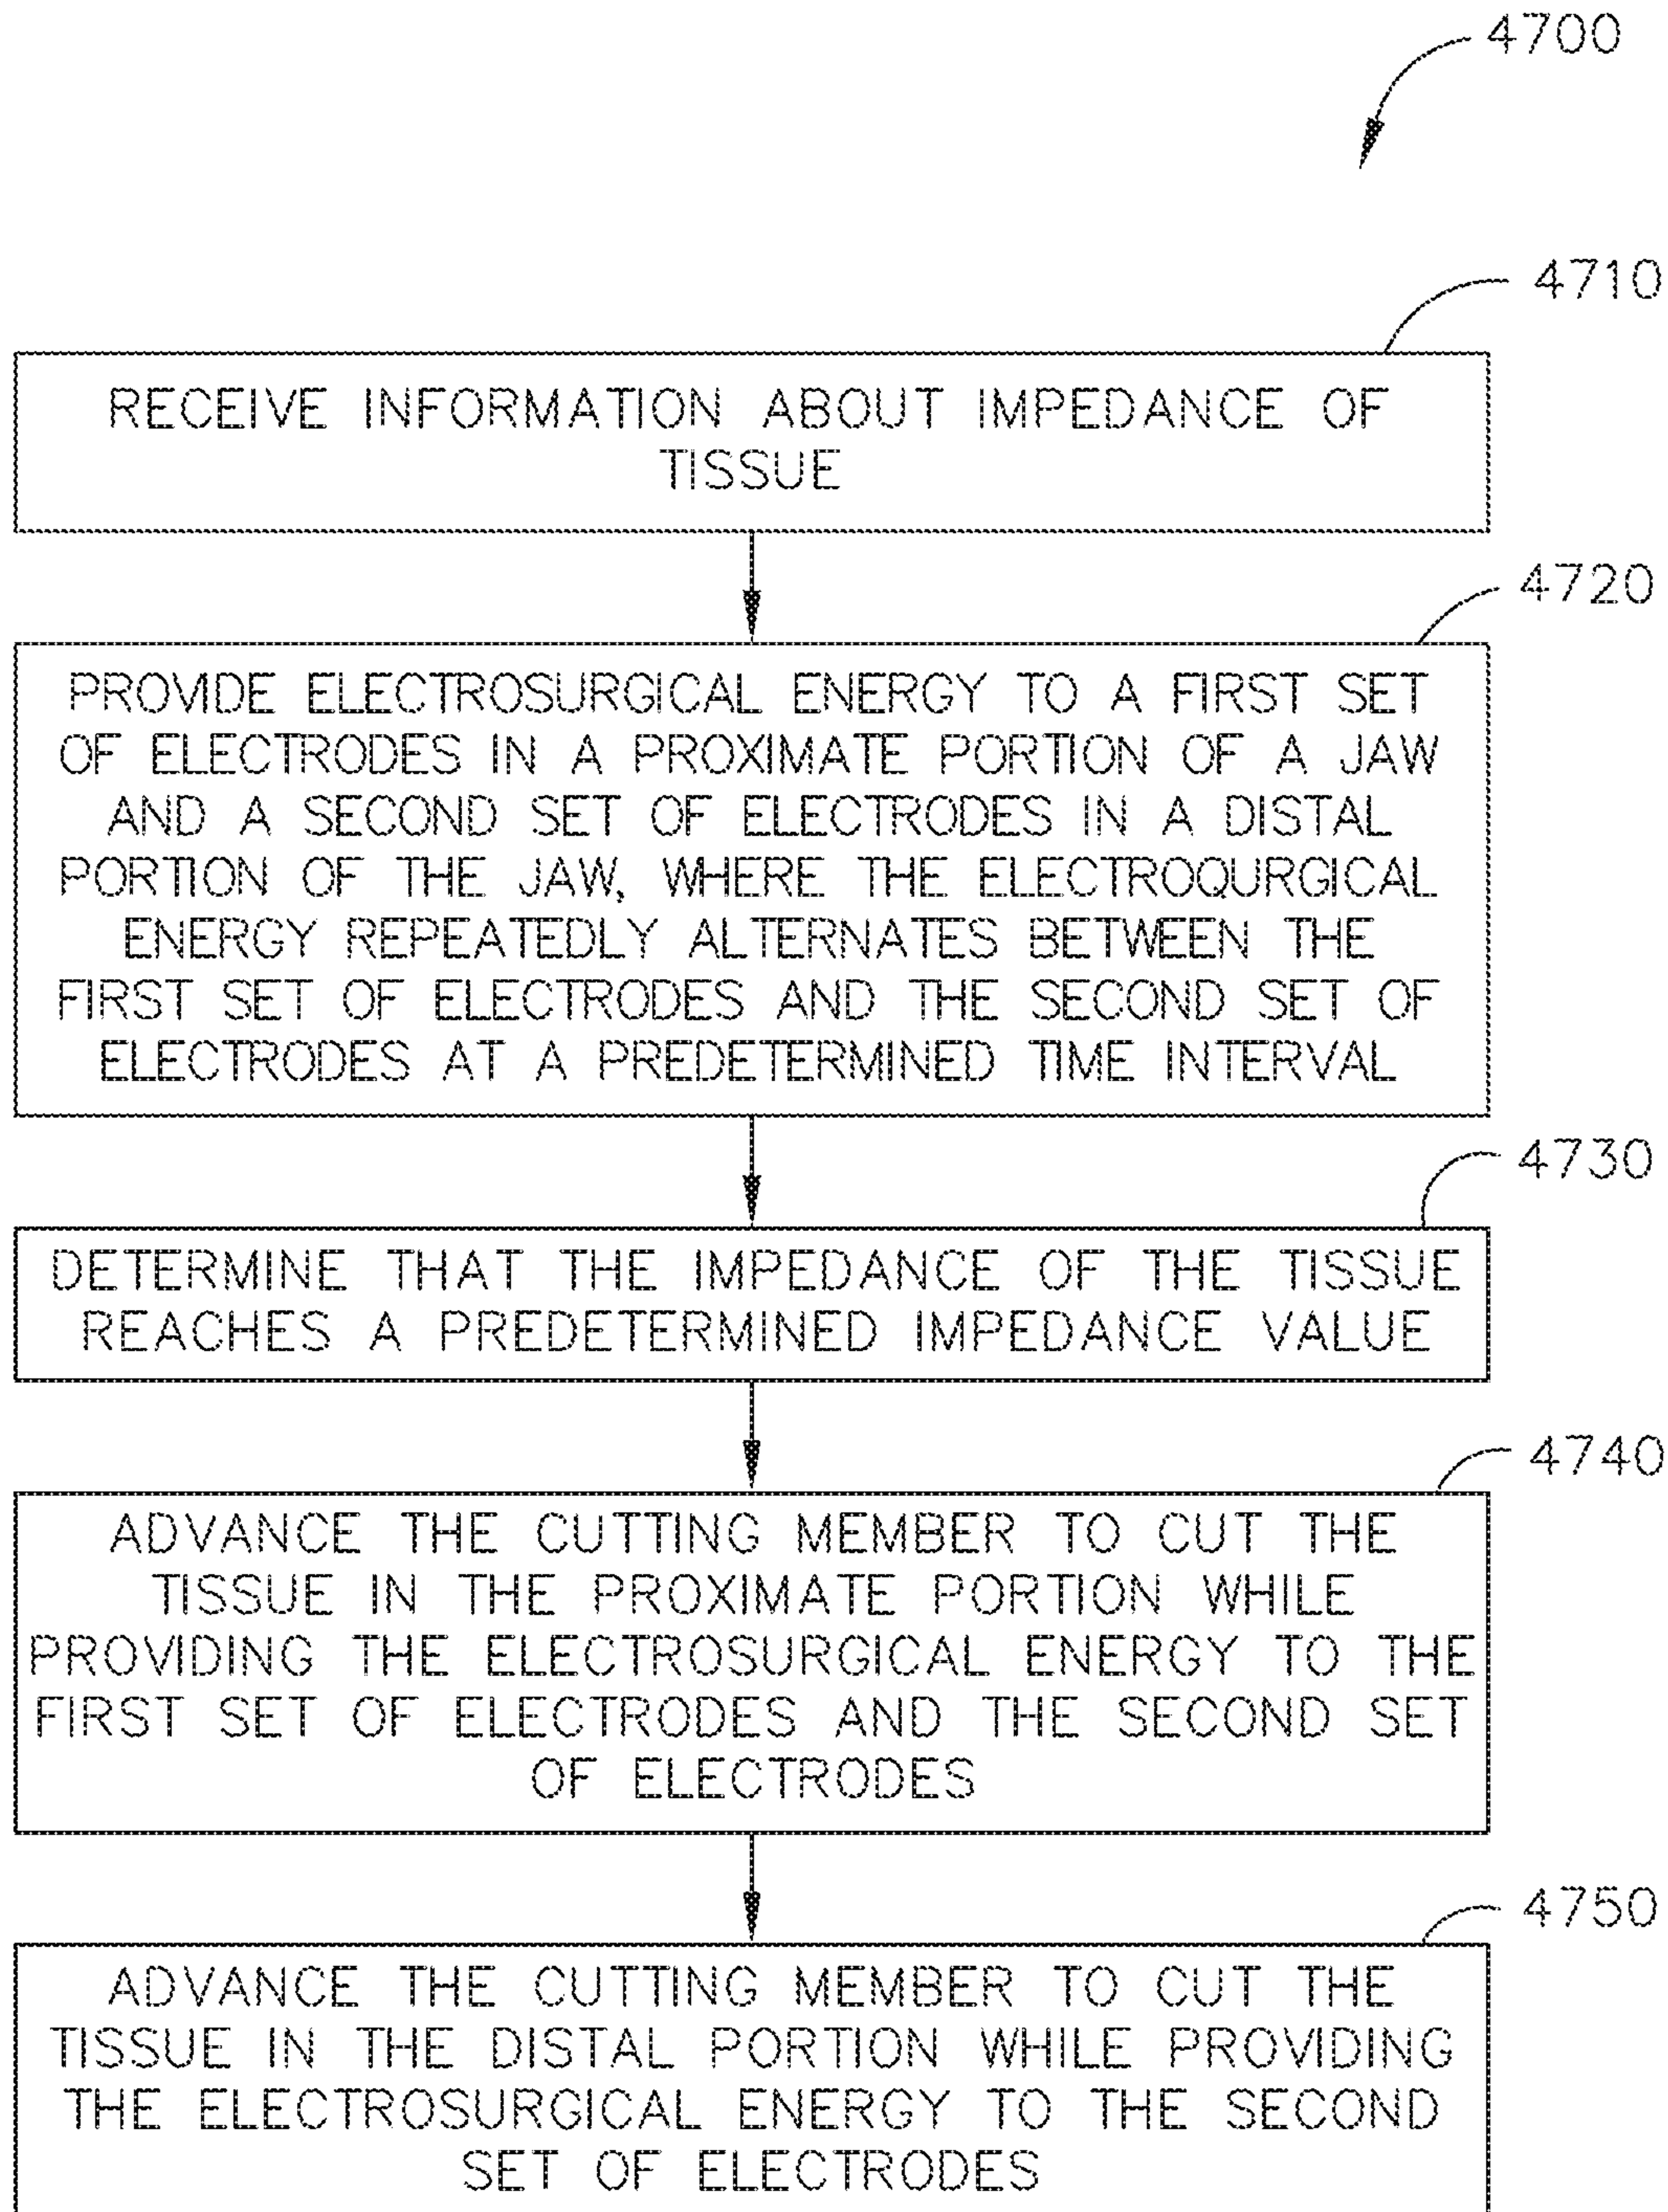 4700
4710
RECEIVE INFORMATION ABOUT IMPEDANCE OF
TISSUE
4720
PROVIDE ELECTROSURGICAL ENERGY TO A FIRST SET
OF ELECTRODES IN A PROXIMATE PORTION OF A JAW
AND A SECOND SET OF ELECTRODES IN A DISTAL
PORTION OF THE JAW, WHERE THE ELECTROQURGICAL
ENERGY REPEATEDLY ALTERNATES BETWEEN THE
FIRST SET OF ELECTRODES AND THE SECOND SET OF
ELECTRODES AT A PREDETERMINED TIME INTERVAL
4730
DETERMINE THAT THE IMPEDANCE OF THE TISSUE
REACHES A PREDETERMINED IMPEDANCE VALUE
4740
ADVANCE THE CUTTING MEMBER TO CUT THE
TISSUE IN THE PROXIMATE PORTION WHILE
PROVIDING THE ELECTROSURGICAL ENERGY TO THE
FIRST SET OF ELECTRODES AND THE SECOND SET
OF ELECTRODES
4750
ADVANCE THE CUTTING MEMBER TO CUT THE
TISSUE IN THE DISTAL PORTION WHILE PROVIDING
THE ELECTROSURGICAL ENERGY TO THE SECOND
SET OF ELECTRODES